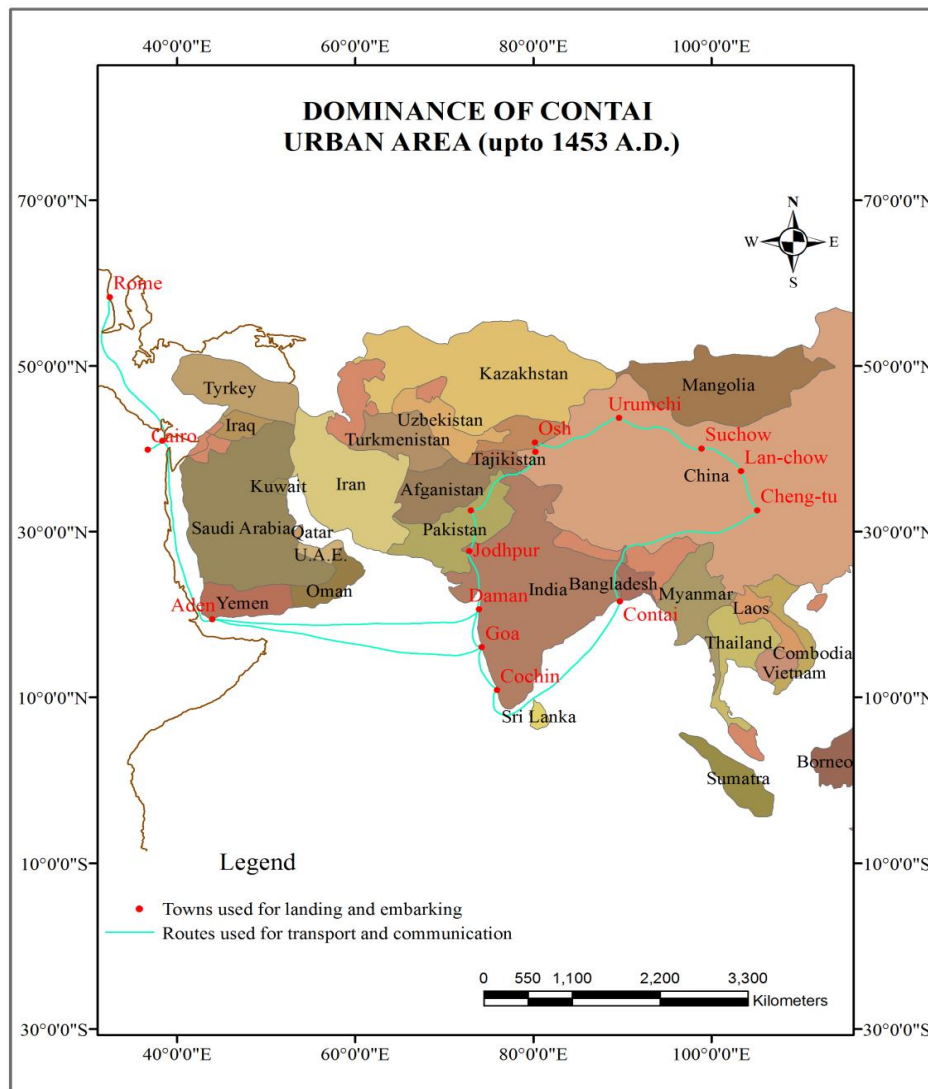 40°0'0"E 60°0'0"E 80°0'0"E 100°0'0"E
DOMINANCE OF CONTAI
URBAN AREA (upto 1453 A.D.)
70°0'0"N 70°0'0"N
N
W E
S
Rome
50°0'0"N 50°0'0"N
Kazakhstan
Mangolia
Tyrkey
Uzbekistan
Urumchi
Iraq
Osh
Cairo
Turkmenistan
Suchow
Tajikistan
Lan-chow
China
Kuwait
Iran
Afganistan
Cheng-tu
Saudi Arabia
Pakistan
30°0'0"N 30°0'0"N
Qatar
Jodhpur
U.A.E.
India
Bangladesh
Oman
Daman
Myanmar
Yemen
Aden
Laos
Contai
Goa
Thailand
Combodia
Vietnam
Cochin
10°0'0"N 10°0'0"N
Sri Lanka
Borneo
Sumatra
10°0'0"S 10°0'0"S
Legend
Towns used for landing and embarking
Routes used for transport and communication
0 550 1,100 2,200 3,300
Kilometers
30°0'0"S 30°0'0"S
40°0'0"E 60°0'0"E 80°0'0"E 100°0'0"E